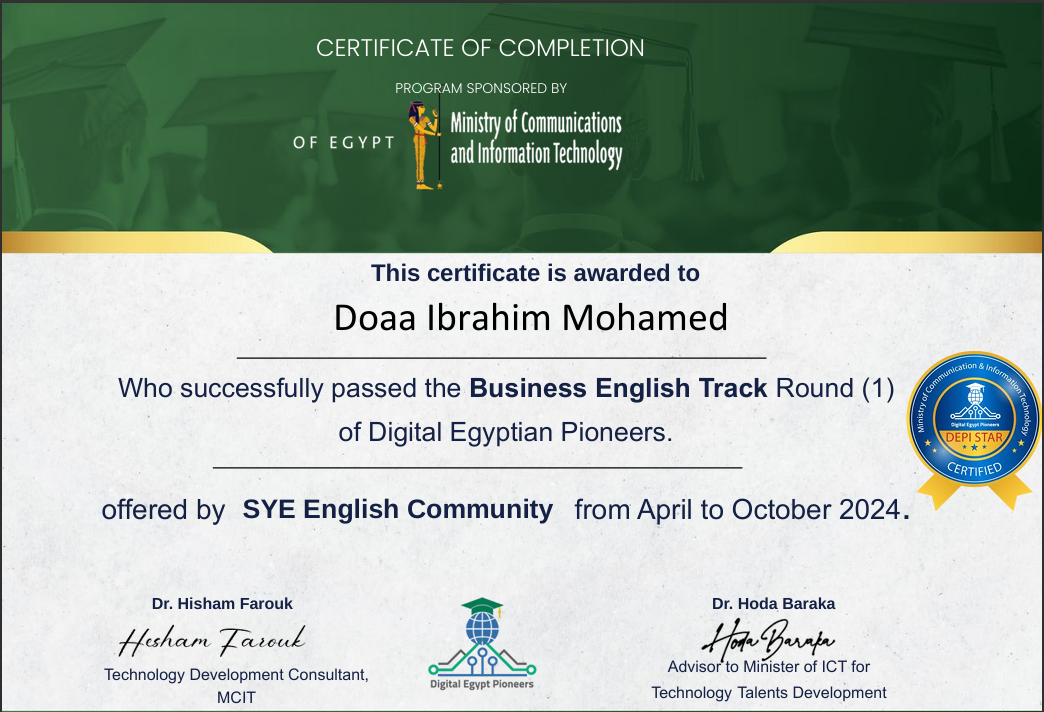 CERTIFICATE OF COMPLETION
PROGRAM SPONSORED BY
OF EGYPT
Ministry of Communications
and Information Technology
This certificate is awarded to
Doaa Ibrahim Mohamed
Who successfully passed the Business English Track Round (1)
of Digital Egyptian Pioneers.
Ministry of Communication & Information Technology
Digital Egypt Pioneers
DEPI STAR
CERTIFIED
offered by SYE English Community from April to October 2024.
Dr. Hisham Farouk
Hesham Farouk
Technology Development Consultant,
MCIT
Digital Egypt Pioneers
Dr. Hoda Baraka
Hoda Baraka
Advisor to Minister of ICT for
Technology Talents Development